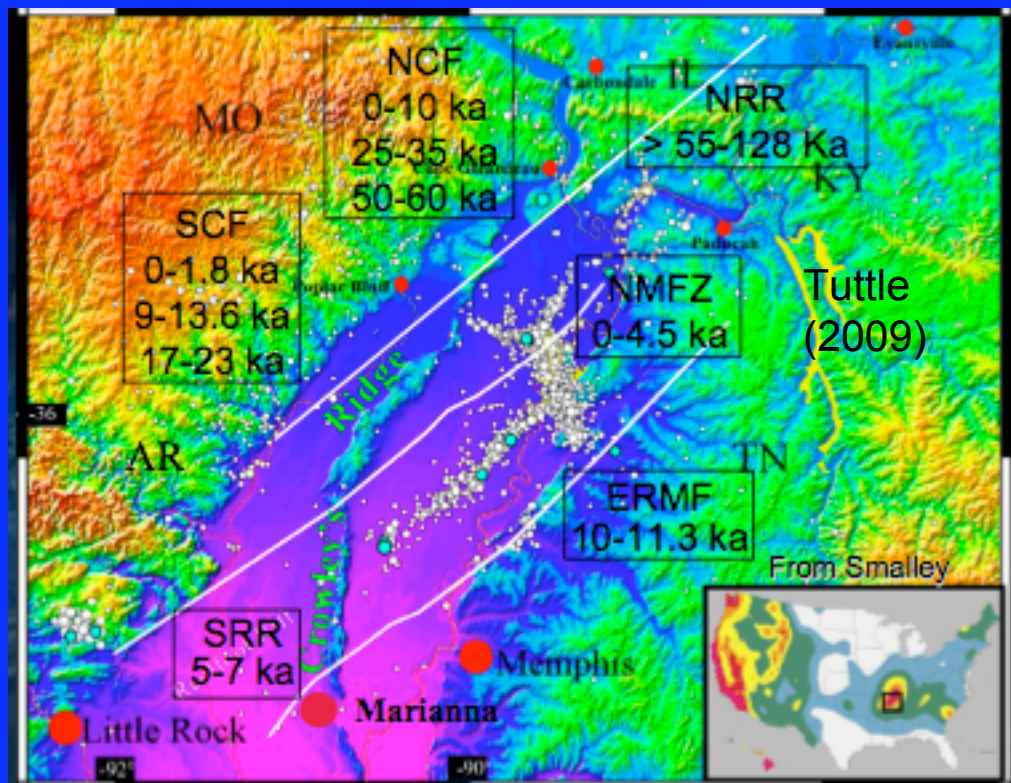 NCF
0-10 ka
25-35 ka
50-60 ka
MO
Carbondale
IL
Evansville
NRR
> 55-128 Ka
KY
Cape Girardeau
SCF
0-1.8 ka
9-13.6 ka
17-23 ka
Paducah
Poplar Bluff
NMFZ
0-4.5 ka
Tuttle
(2009)
Ridge
-36
AR
TN
ERMF
10-11.3 ka
From Smalley
Crowley's
SRR
5-7 ka
Memphis
Marianna
Little Rock
-92°
-90°